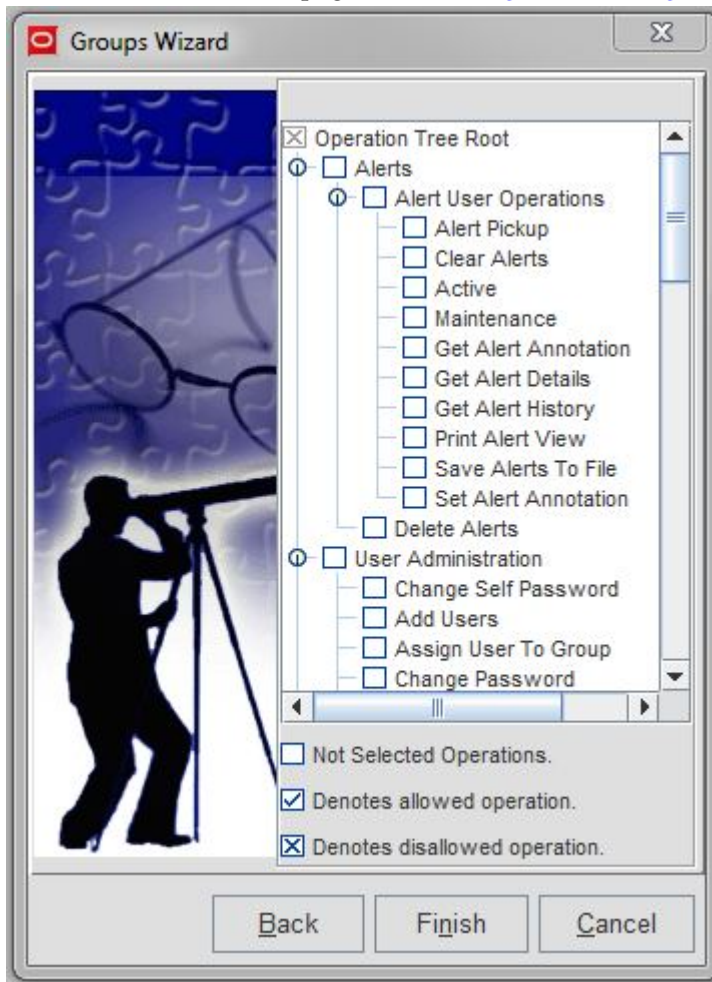 Groups Wizard
Operation Tree Root
Alerts
Alert User Operations
Alert Pickup
Clear Alerts
Active
Maintenance
Get Alert Annotation
Get Alert Details
Get Alert History
Print Alert View
Save Alerts To File
Set Alert Annotation
Delete Alerts
User Administration
Change Self Password
Add Users
Assign User To Group
Change Password
Not Selected Operations.
Denotes allowed operation.
Denotes disallowed operation.
Back Finish Cancel